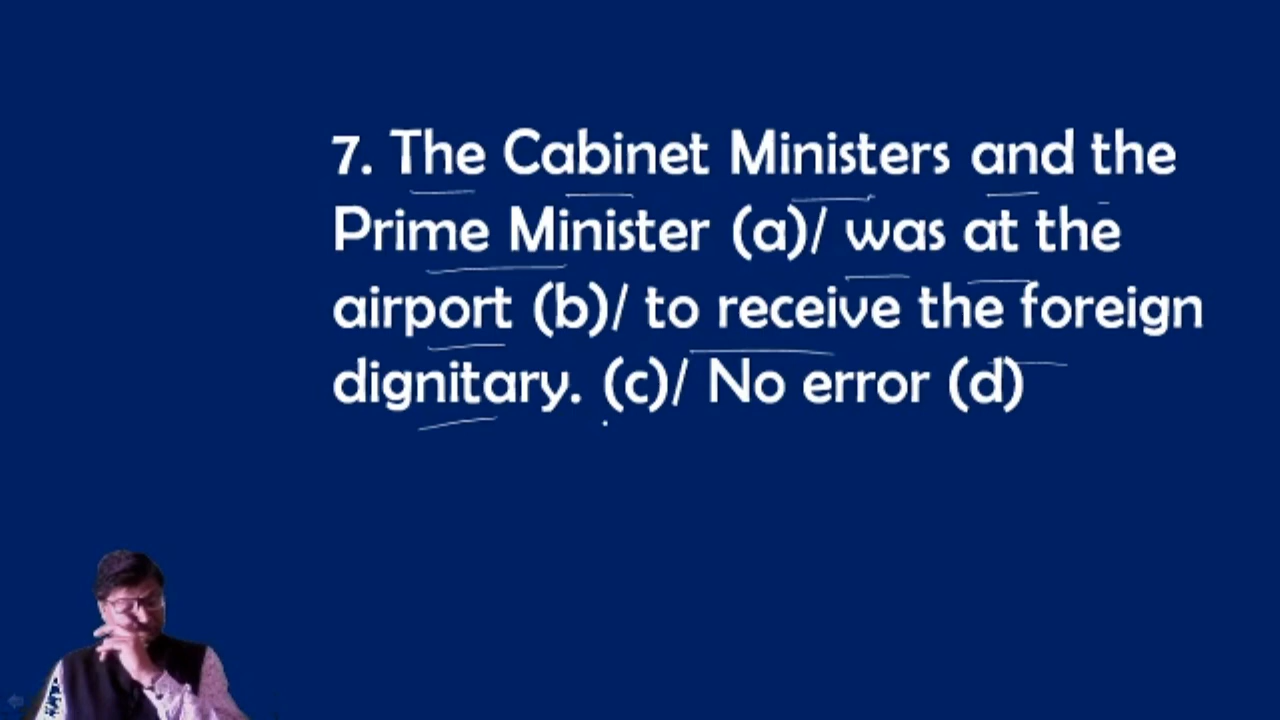 7. The Cabinet Ministers and the
Prime Minister (a)/ was at the
airport (b)/ to receive the foreign
dignitary. (c)/ No error (d)